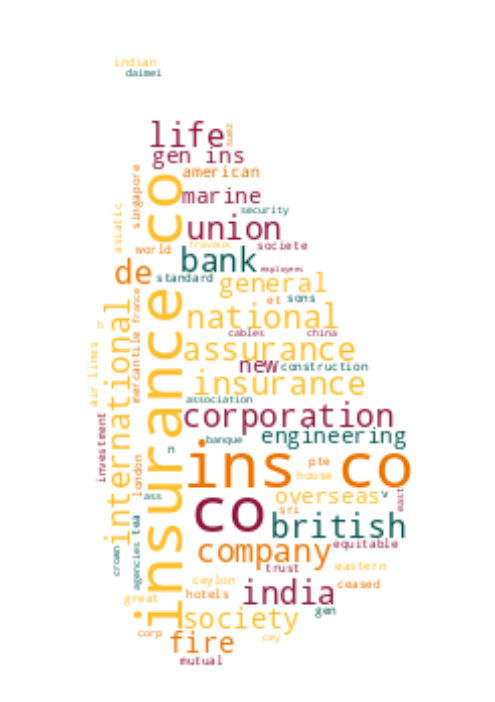 indian
daimei
life
suez
gen ins
american
singapore
insurance co
marine
security
asiatic
union
travaux
societe
world
bank
employees
de
standard
general
et
sons
mercantile
france
international
national
cables
china
air lines
cr
assurance
new
construction
insurance
association
corporation
investment
banque
engineering
n
ins co
pte
london
house
ass
co
overseas
v
east
sri
tea
british
crown
agencies
company
equitable
trust
eastern
ceylon
ceased
hotels
india
great
gen
society
corp
fire
cey
mutual